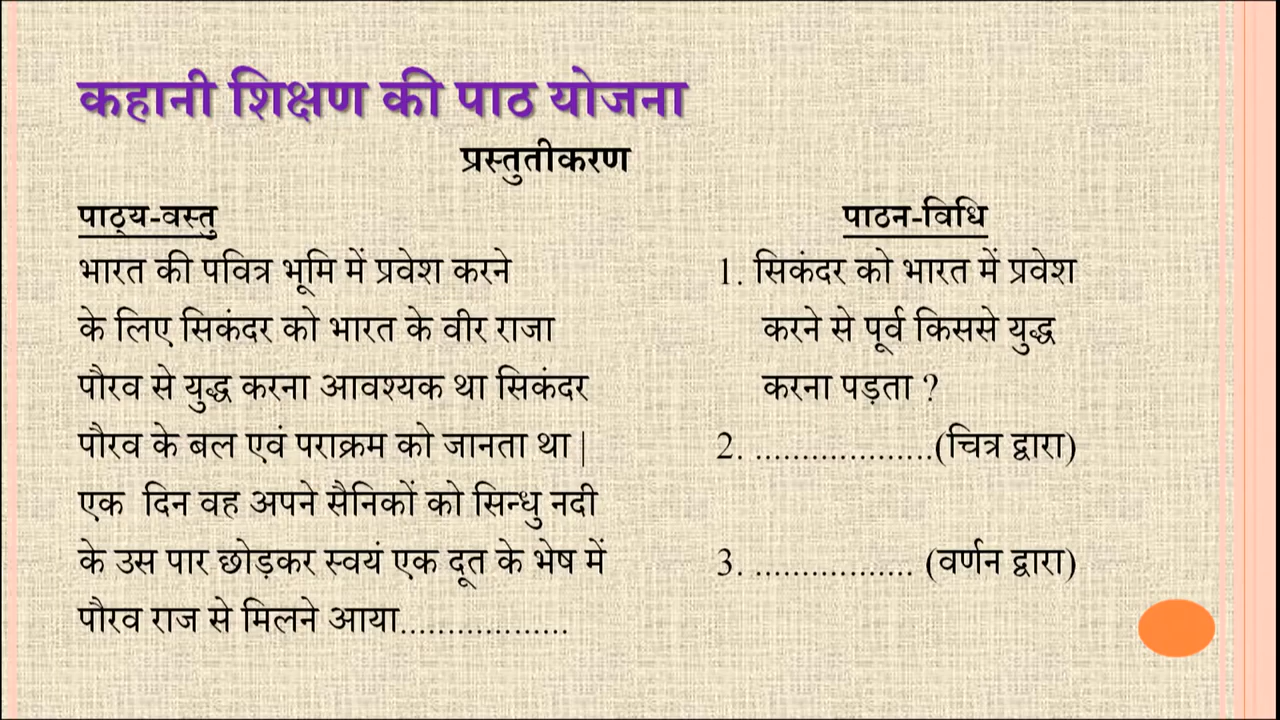 कहानी शिक्षण की पाठ योजना
प्रस्तुतीकरण
पाठ्य-वस्तु
भारत की पवित्र भूमि में प्रवेश करने
के लिए सिकंदर को भारत के वीर राजा
पौरव से युद्ध करना आवश्यक था सिकंदर
पौरव के बल एवं पराक्रम को जानता था |
एक दिन वह अपने सैनिकों को सिन्धु नदी
के उस पार छोड़कर स्वयं एक दूत के भेष में
पौरव राज से मिलने आया..................
पाठन-विधि
1. सिकंदर को भारत में प्रवेश
करने से पूर्व किससे युद्ध
करना पड़ता ?
2. ...................(चित्र द्वारा)
3. ................. (वर्णन द्वारा)